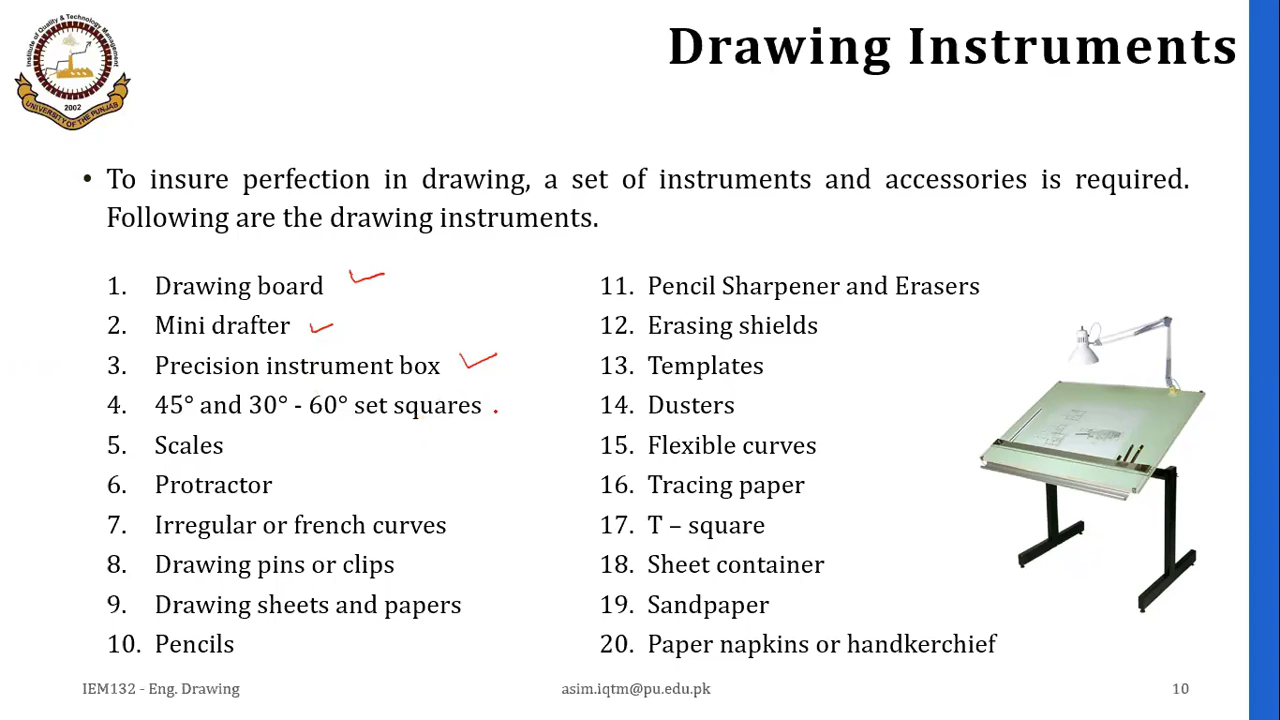 Institute of Quality & Technology Management
2002
UNIVERSITY OF THE PUNJAB
Drawing Instruments
• To insure perfection in drawing, a set of instruments and accessories is required.
Following are the drawing instruments.
1. Drawing board
2. Mini drafter
3. Precision instrument box
4. 45° and 30° - 60° set squares
5. Scales
6. Protractor
7. Irregular or french curves
8. Drawing pins or clips
9. Drawing sheets and papers
10. Pencils
11. Pencil Sharpener and Erasers
12. Erasing shields
13. Templates
14. Dusters
15. Flexible curves
16. Tracing paper
17. T – square
18. Sheet container
19. Sandpaper
20. Paper napkins or handkerchief
IEM132 - Eng. Drawing
asim.iqtm@pu.edu.pk
10